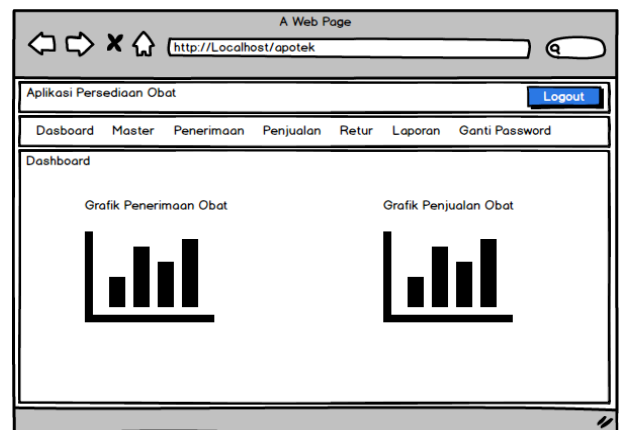 A Web Page
http://Localhost/apotek
Aplikasi Persediaan Obat
Logout
Dasboard Master Penerimaan Penjualan Retur Laporan Ganti Password
Dashboard
Grafik Penerimaan Obat Grafik Penjualan Obat